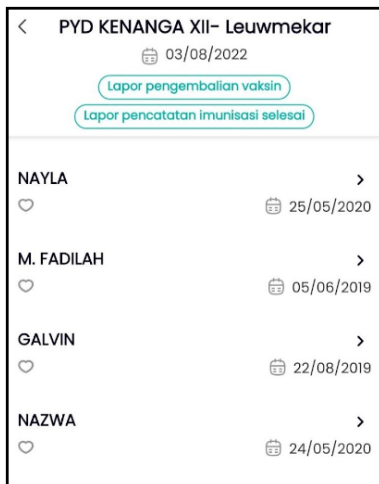 PYD KENANGA XII- Leuwmekar
03/08/2022
Lapor pengembalian vaksin
Lapor pencatatan imunisasi selesai
NAYLA
25/05/2020
M. FADILAH
05/06/2019
GALVIN
22/08/2019
NAZWA
24/05/2020